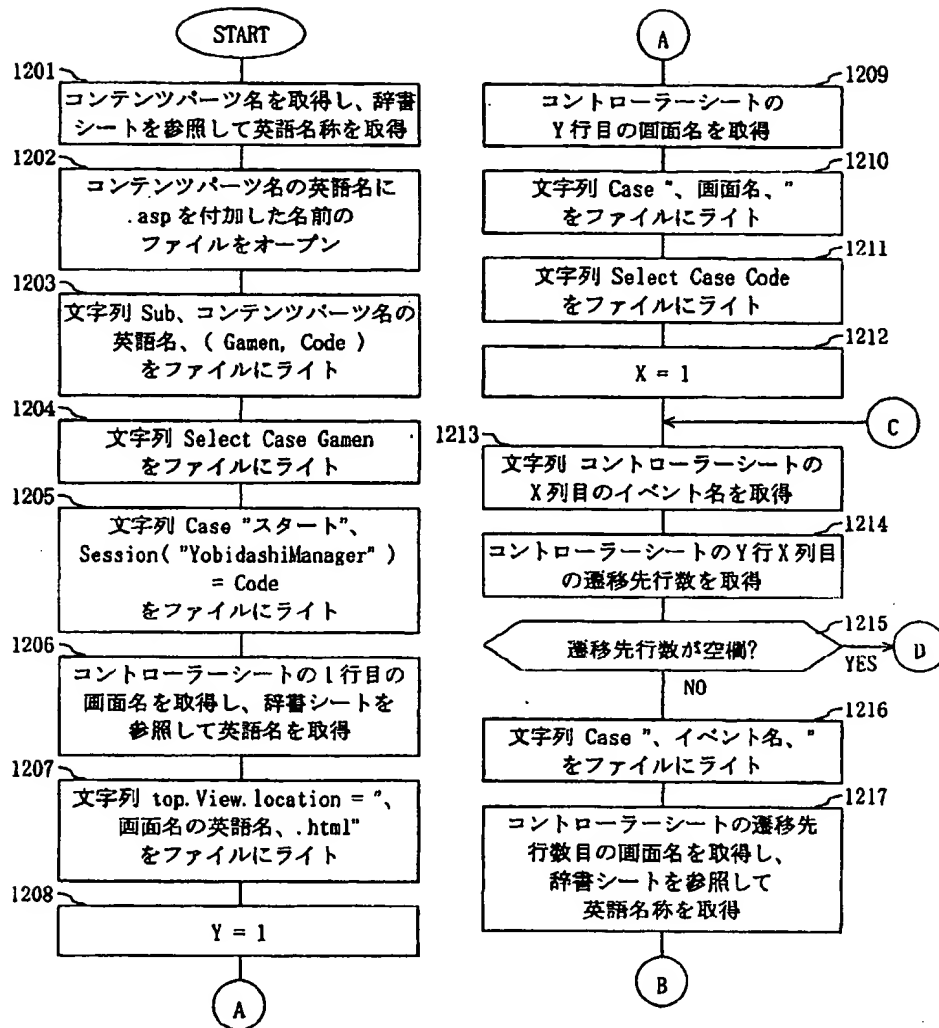 START
1201
コンテンツパーツ名を取得し、辞書
シートを参照して英語名称を取得
1202
コンテンツパーツ名の英語名に
.aspを付加した名前の
ファイルをオープン
1203
文字列 Sub、コンテンツパーツ名の
英語名、( Gamen, Code )
をファイルにライト
1204
文字列 Select Case Gamen
をファイルにライト
1205
文字列 Case "スタート"、
Session( "YobidashiManager" )
= Code
をファイルにライト
1206
コントローラーシートの1行目の
画面名を取得し、辞書シートを
参照して英語名を取得
1207
文字列 top.View.location = "、
画面名の英語名、.html"
をファイルにライト
1208
Y = 1
A
A
1209
コントローラーシートの
Y行目の画面名を取得
1210
文字列 Case "、画面名、"
をファイルにライト
1211
文字列 Select Case Code
をファイルにライト
1212
X = 1
C
1213
文字列 コントローラーシートの
X列目のイベント名を取得
1214
コントローラーシートのY行X列目
の遷移先行数を取得
1215
遷移先行数が空欄?
YES
D
NO
1216
文字列 Case "、イベント名、"
をファイルにライト
1217
コントローラーシートの遷移先
行数目の画面名を取得し、
辞書シートを参照して
英語名称を取得
B